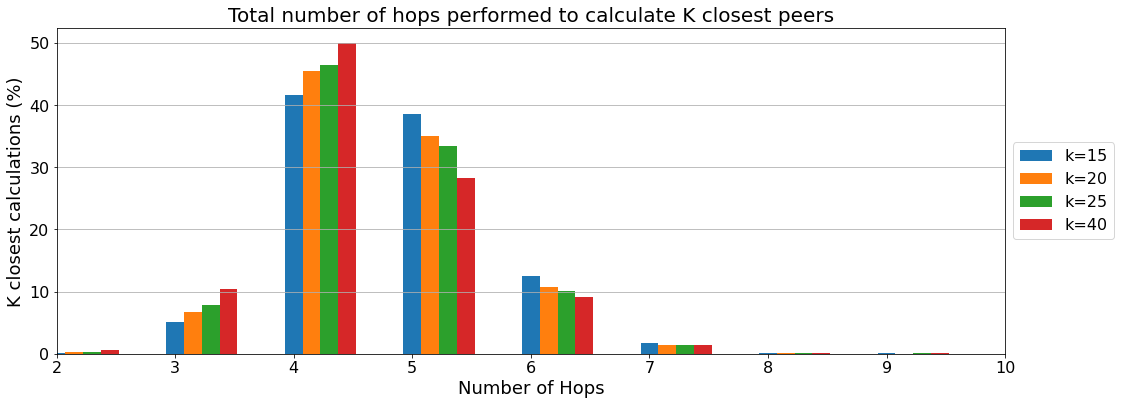 Total number of hops performed to calculate K closest peers
K closest calculations (%)
50
40
30
20
10
0
2 3 4 5 6 7 8 9 10
Number of Hops
k=15
k=20
k=25
k=40